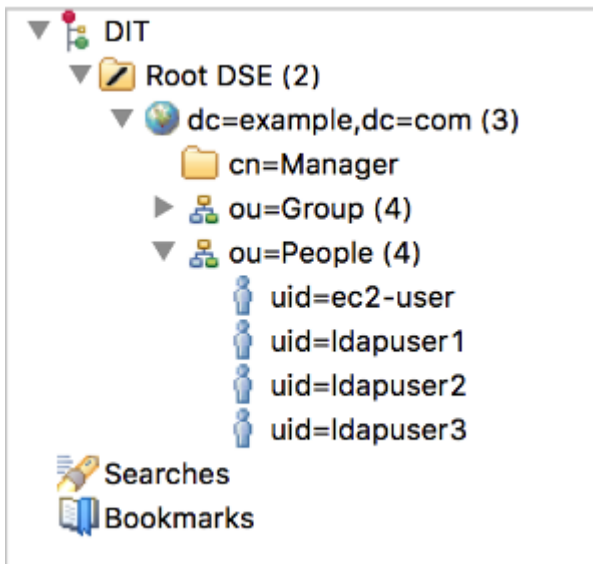 DIT
Root DSE (2)
dc=example,dc=com (3)
cn=Manager
ou=Group (4)
ou=People (4)
uid=ec2-user
uid=ldapuser1
uid=ldapuser2
uid=ldapuser3
Searches
Bookmarks